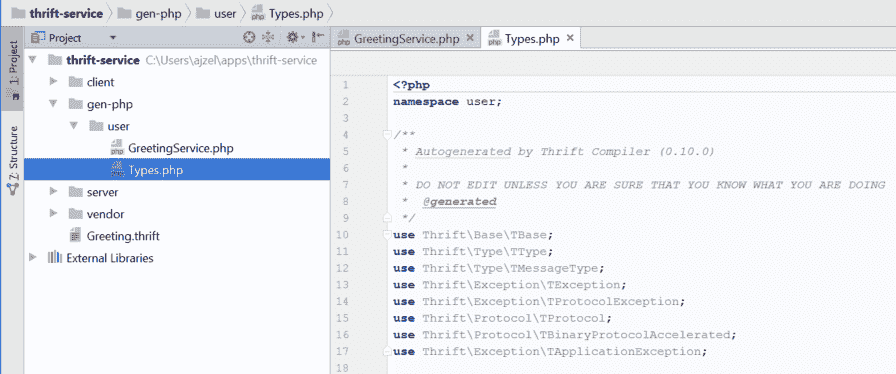 thrift-service gen-php user Types.php
Project
GreetingService.php Types.php
1: Project
7: Structure
thrift-service C:\Users\ajzel\apps\thrift-service
client
gen-php
user
GreetingService.php
Types.php
server
vendor
Greeting.thrift
External Libraries
1 <?php
2 namespace user;
3
4 /**
5 * Autogenerated by Thrift Compiler (0.10.0)
6 *
7 * DO NOT EDIT UNLESS YOU ARE SURE THAT YOU KNOW WHAT YOU ARE DOING
8 * @generated
9 */
10 use Thrift\Base\TBase;
11 use Thrift\Type\TType;
12 use Thrift\Type\TMessageType;
13 use Thrift\Exception\TException;
14 use Thrift\Exception\TProtocolException;
15 use Thrift\Protocol\TProtocol;
16 use Thrift\Protocol\TBinaryProtocolAccelerated;
17 use Thrift\Exception\TApplicationException;
18